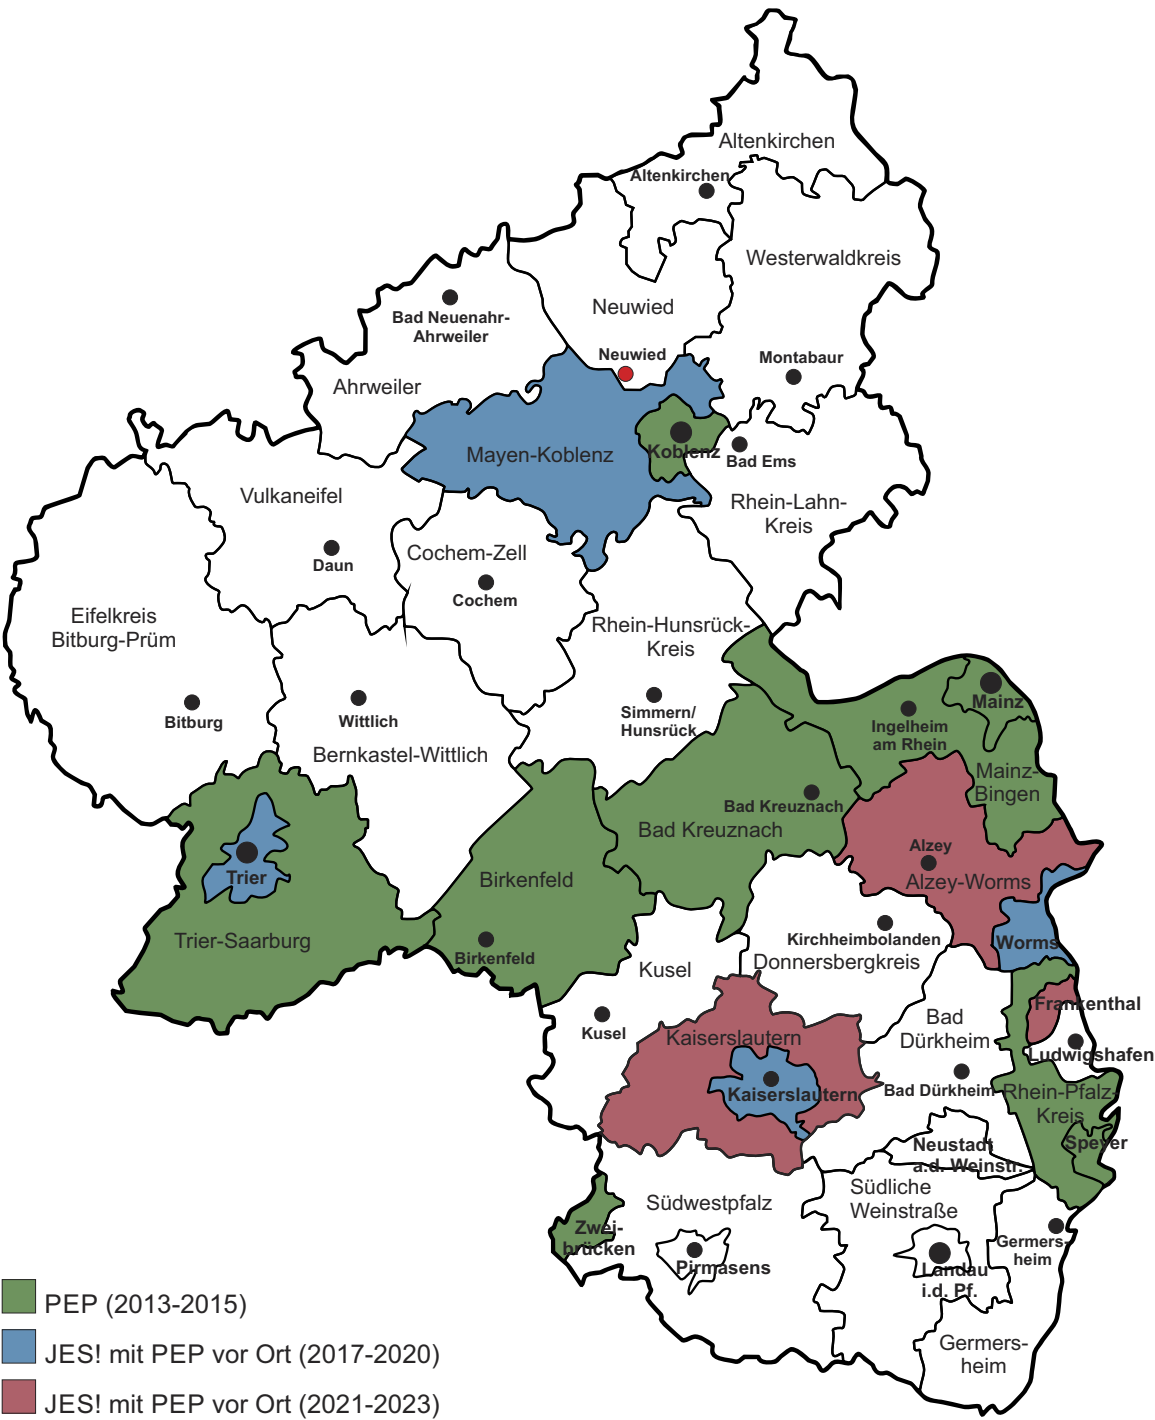 Altenkirchen
Altenkirchen
Westerwaldkreis
Neuwied
Bad Neuenahr-
Ahrweiler
Neuwied
Montabaur
Ahrweiler
Mayen-Koblenz
Koblenz
Bad Ems
Vulkaneifel
Rhein-Lahn-
Kreis
Daun
Cochem-Zell
Cochem
Eifelkreis
Bitburg-Prüm
Rhein-Hunsrück-
Kreis
Bitburg
Wittlich
Simmern/
Hunsrück
Mainz
Ingelheim
am Rhein
Bernkastel-Wittlich
Mainz-
Bingen
Bad Kreuznach
Bad Kreuznach
Alzey
Alzey-Worms
Trier
Birkenfeld
Trier-Saarburg
Birkenfeld
Kirchheimbolanden
Donnersbergkreis
Worms
Kusel
Kusel
Frankenthal
Bad
Dürkheim
Kaiserslautern
Ludwigshafen
Kaiserslautern
Bad Dürkheim
Rhein-Pfalz-
Kreis
Speyer
Neustadt
a.d. Weinstr.
Südliche
Weinstraße
Südwestpfalz
Zwei-
brücken
Pirmasens
Germers-
heim
Landau
i.d. Pf.
Germers-
heim
PEP (2013-2015)
JES! mit PEP vor Ort (2017-2020)
JES! mit PEP vor Ort (2021-2023)